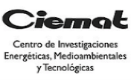 Ciemat
Centro de Investigaciones
Energéticas, Medioambientales
y Tecnológicas